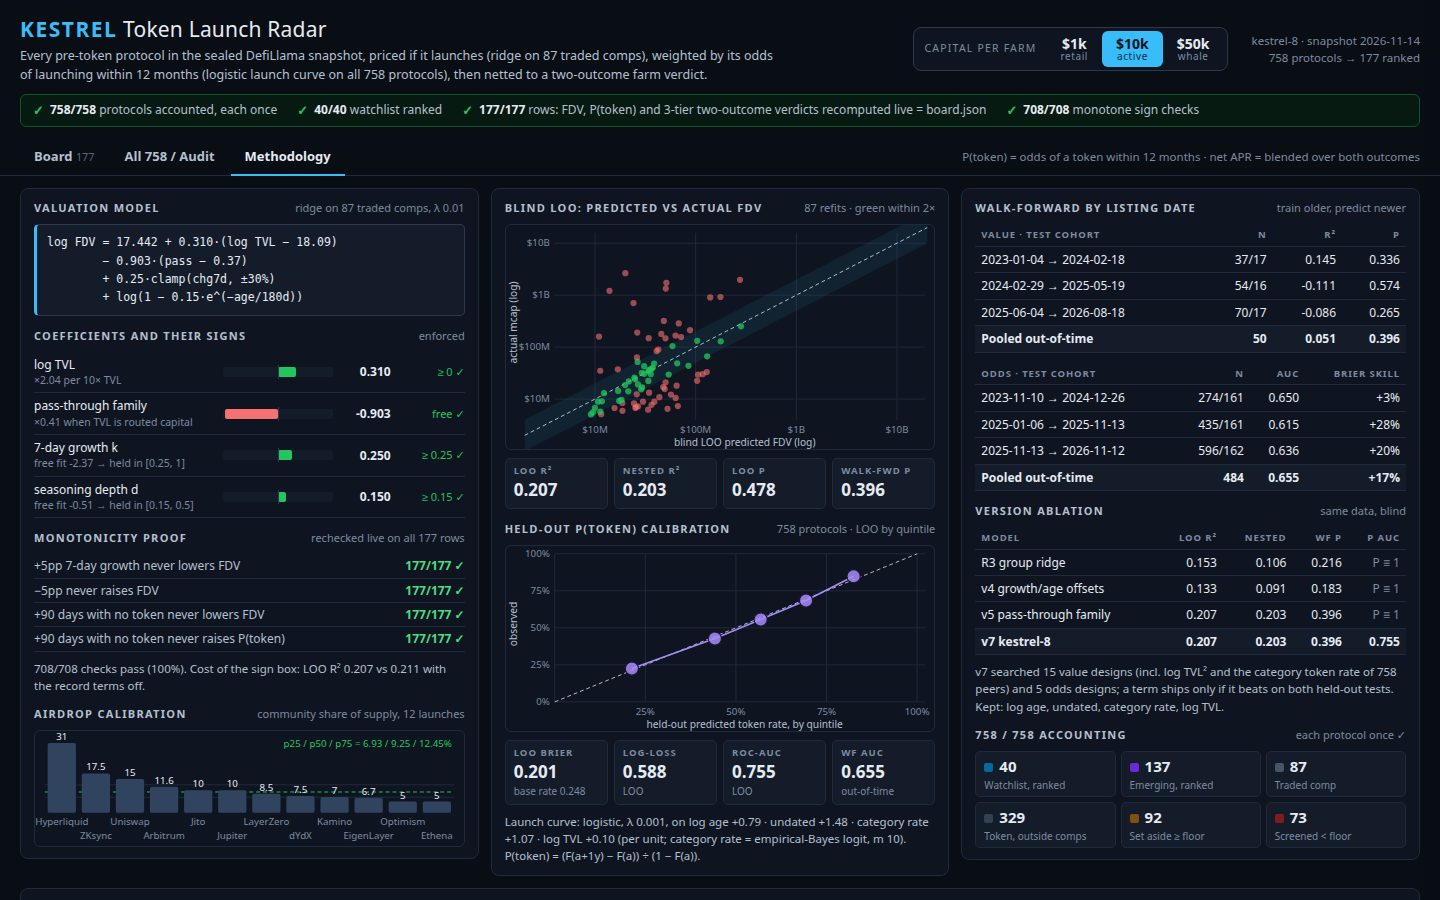 KESTREL Token Launch Radar
Every pre-token protocol in the sealed DefiLlama snapshot, priced if it launches (ridge on 87 traded comps), weighted by its odds
of launching within 12 months (logistic launch curve on all 758 protocols), then netted to a two-outcome farm verdict.
CAPITAL PER FARM
$1k retail
$10k active
$50k whale
kestrel-8 · snapshot 2026-11-14
758 protocols → 177 ranked
✓ 758/758 protocols accounted, each once ✓ 40/40 watchlist ranked ✓ 177/177 rows: FDV, P(token) and 3-tier two-outcome verdicts recomputed live = board.json ✓ 708/708 monotone sign checks
Board 177 All 758 / Audit Methodology
P(token) = odds of a token within 12 months · net APR = blended over both outcomes
VALUATION MODEL ridge on 87 traded comps, λ 0.01
log FDV = 17.442 + 0.310·(log TVL − 18.09)
− 0.903·(pass − 0.37)
+ 0.25·clamp(chg7d, ±30%)
+ log(1 − 0.15·e^(−age/180d))
COEFFICIENTS AND THEIR SIGNS enforced
log TVL 0.310 ≥ 0 ✓
×2.04 per 10× TVL
pass-through family -0.903 free ✓
×0.41 when TVL is routed capital
7-day growth k 0.250 ≥ 0.25 ✓
free fit -2.37 → held in [0.25, 1]
seasoning depth d 0.150 ≥ 0.15 ✓
free fit -0.51 → held in [0.15, 0.5]
MONOTONICITY PROOF rechecked live on all 177 rows
+5pp 7-day growth never lowers FDV 177/177 ✓
−5pp never raises FDV 177/177 ✓
+90 days with no token never lowers FDV 177/177 ✓
+90 days with no token never raises P(token) 177/177 ✓
708/708 checks pass (100%). Cost of the sign box: LOO R² 0.207 vs 0.211 with
the record terms off.
AIRDROP CALIBRATION community share of supply, 12 launches
p25 / p50 / p75 = 6.93 / 9.25 / 12.45%
31 17.5 15 11.6 10 10 8.5 7.5 7 6.7 5 5
Hyperliquid Uniswap Jito LayerZero Kamino Optimism
ZKsync Arbitrum Jupiter dYdX EigenLayer Ethena
BLIND LOO: PREDICTED VS ACTUAL FDV 87 refits · green within 2×
actual mcap (log)
$10B
$1B
$100M
$10M
$10M $100M $1B $10B
blind LOO predicted FDV (log)
LOO R² 0.207
NESTED R² 0.203
LOO Ρ 0.478
WALK-FWD Ρ 0.396
HELD-OUT P(TOKEN) CALIBRATION 758 protocols · LOO by quintile
observed
100%
75%
50%
25%
0%
25% 50% 75% 100%
held-out predicted token rate, by quintile
LOO BRIER 0.201 base rate 0.248
LOG-LOSS 0.588 LOO
ROC-AUC 0.755 LOO
WF AUC 0.655 out-of-time
Launch curve: logistic, λ 0.001, on log age +0.79 · undated +1.48 · category rate
+1.07 · log TVL +0.10 (per unit; category rate = empirical-Bayes logit, m 10).
P(token) = (F(a+1y) − F(a)) ÷ (1 − F(a)).
WALK-FORWARD BY LISTING DATE train older, predict newer
VALUE · TEST COHORT N R² Ρ
2023-01-04 → 2024-02-18 37/17 0.145 0.336
2024-02-29 → 2025-05-19 54/16 -0.111 0.574
2025-06-04 → 2026-08-18 70/17 -0.086 0.265
Pooled out-of-time 50 0.051 0.396
ODDS · TEST COHORT N AUC BRIER SKILL
2023-11-10 → 2024-12-26 274/161 0.650 +3%
2025-01-06 → 2025-11-13 435/161 0.615 +28%
2025-11-13 → 2026-11-12 596/162 0.636 +20%
Pooled out-of-time 484 0.655 +17%
VERSION ABLATION same data, blind
MODEL LOO R² NESTED WF Ρ P AUC
R3 group ridge 0.153 0.106 0.216 P ≡ 1
v4 growth/age offsets 0.133 0.091 0.183 P ≡ 1
v5 pass-through family 0.207 0.203 0.396 P ≡ 1
v7 kestrel-8 0.207 0.203 0.396 0.755
v7 searched 15 value designs (incl. log TVL² and the category token rate of 758
peers) and 5 odds designs; a term ships only if it beats on both held-out tests.
Kept: log age, undated, category rate, log TVL.
758 / 758 ACCOUNTING each protocol once ✓
40 Watchlist, ranked
137 Emerging, ranked
87 Traded comp
329 Token, outside comps
92 Set aside ≥ floor
73 Screened < floor